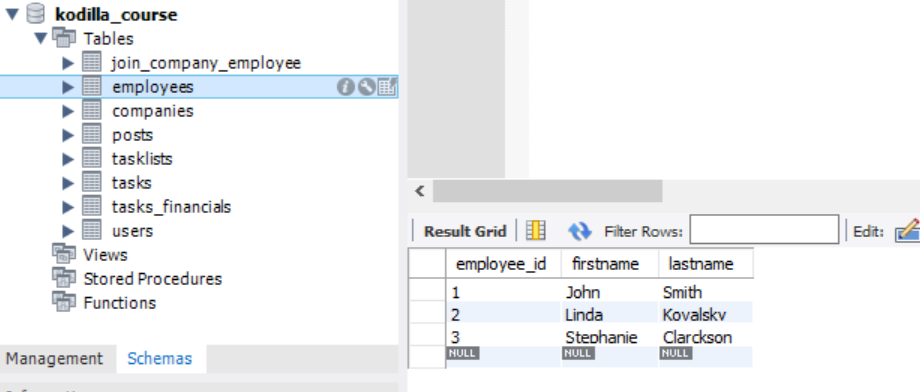 kodilla_course
Tables
join_company_employee
employees
companies
posts
tasklists
tasks
tasks_financials
users
Views
Stored Procedures
Functions
Management Schemas
Result Grid Filter Rows: Edit:
employee_id firstname lastname
1 John Smith
2 Linda Kovalsky
3 Stephanie Clarckson
NULL NULL NULL